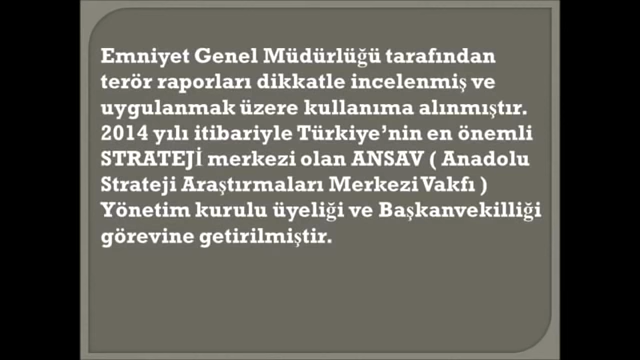 Emniyet Genel Müdürlüğü tarafından
terör raporları dikkatle incelenmiş ve
uygulanmak üzere kullanıma alınmıştır.
2014 yılı itibariyle Türkiye’nin en önemli
STRATEJİ merkezi olan ANSAV ( Anadolu
Strateji Araştırmaları Merkezi Vakfı )
Yönetim kurulu üyeliği ve Başkanvekilliği
görevine getirilmiştir.